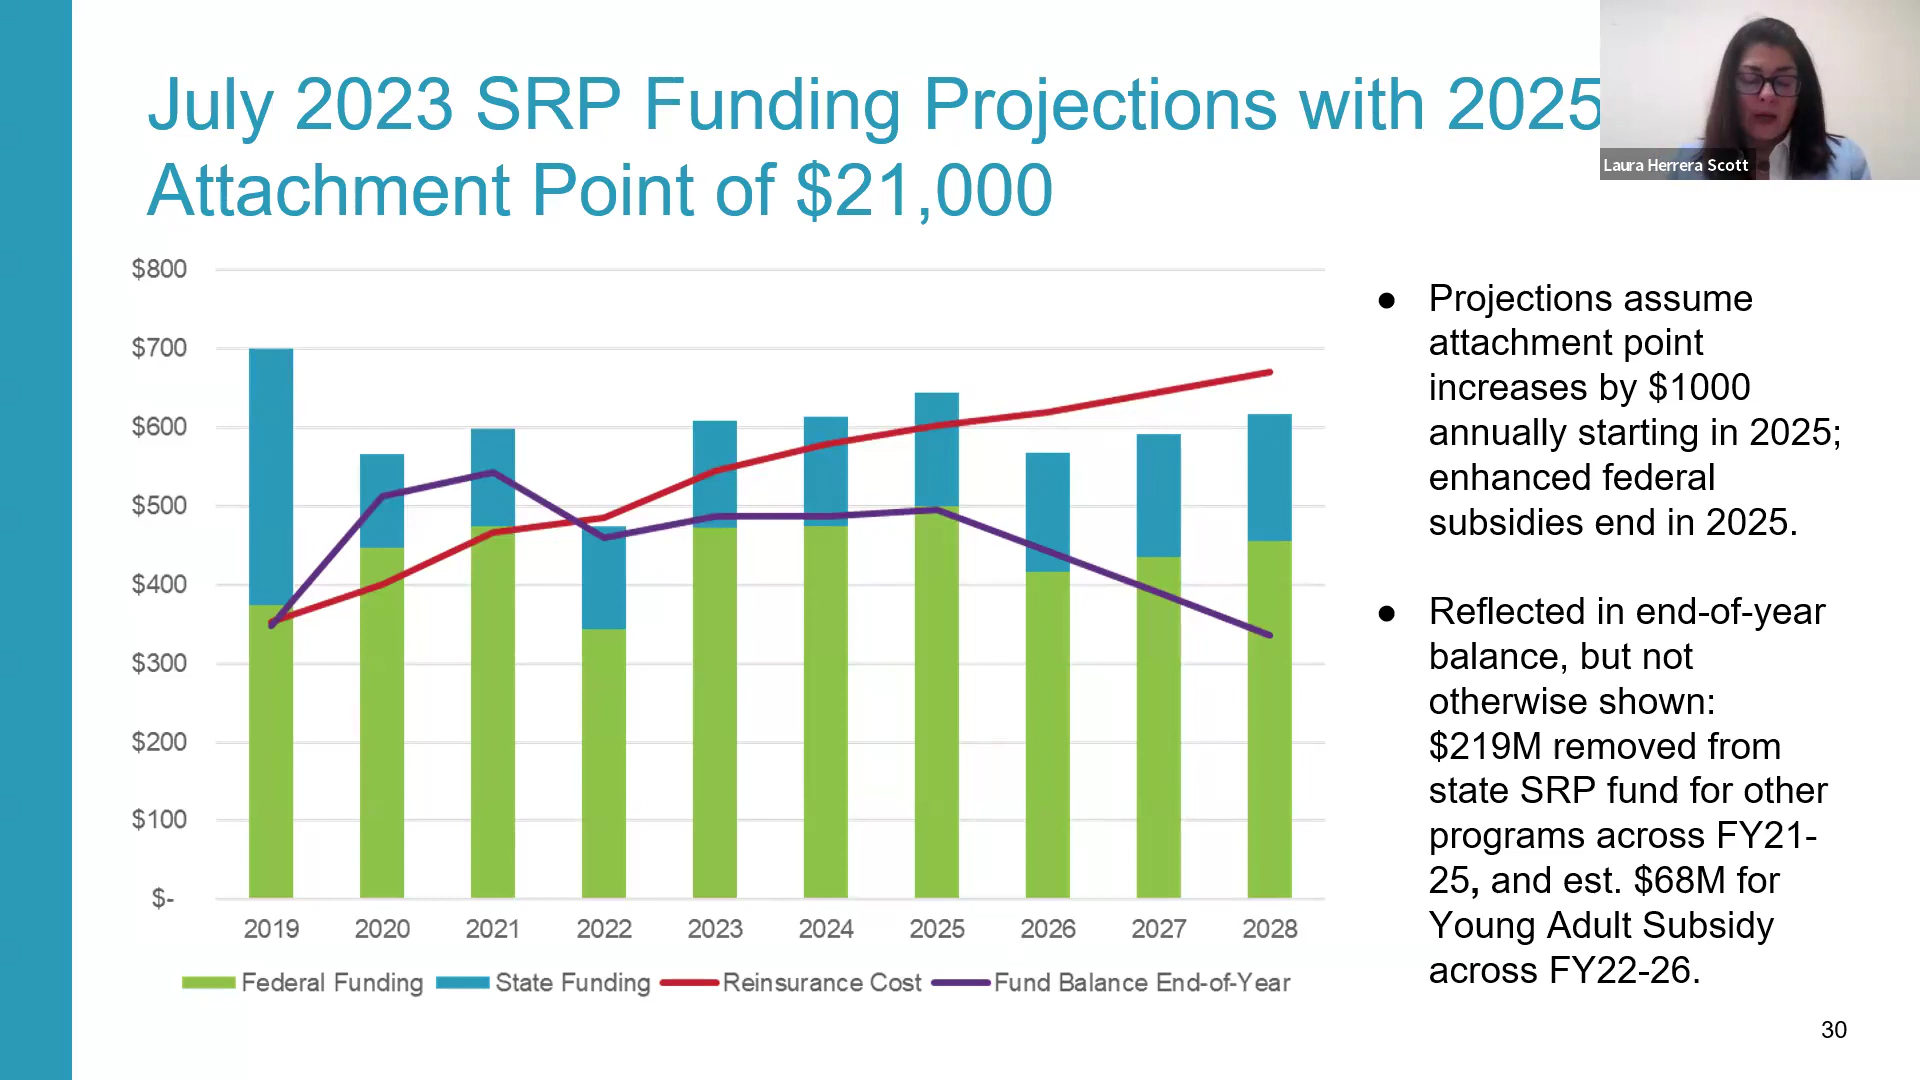 July 2023 SRP Funding Projections with 2025
Attachment Point of $21,000
Laura Herrera Scott
$800
$700
$600
$500
$400
$300
$200
$100
$-
2019 2020 2021 2022 2023 2024 2025 2026 2027 2028
Federal Funding State Funding Reinsurance Cost Fund Balance End-of-Year
● Projections assume
attachment point
increases by $1000
annually starting in 2025;
enhanced federal
subsidies end in 2025.
● Reflected in end-of-year
balance, but not
otherwise shown:
$219M removed from
state SRP fund for other
programs across FY21-
25, and est. $68M for
Young Adult Subsidy
across FY22-26.
30